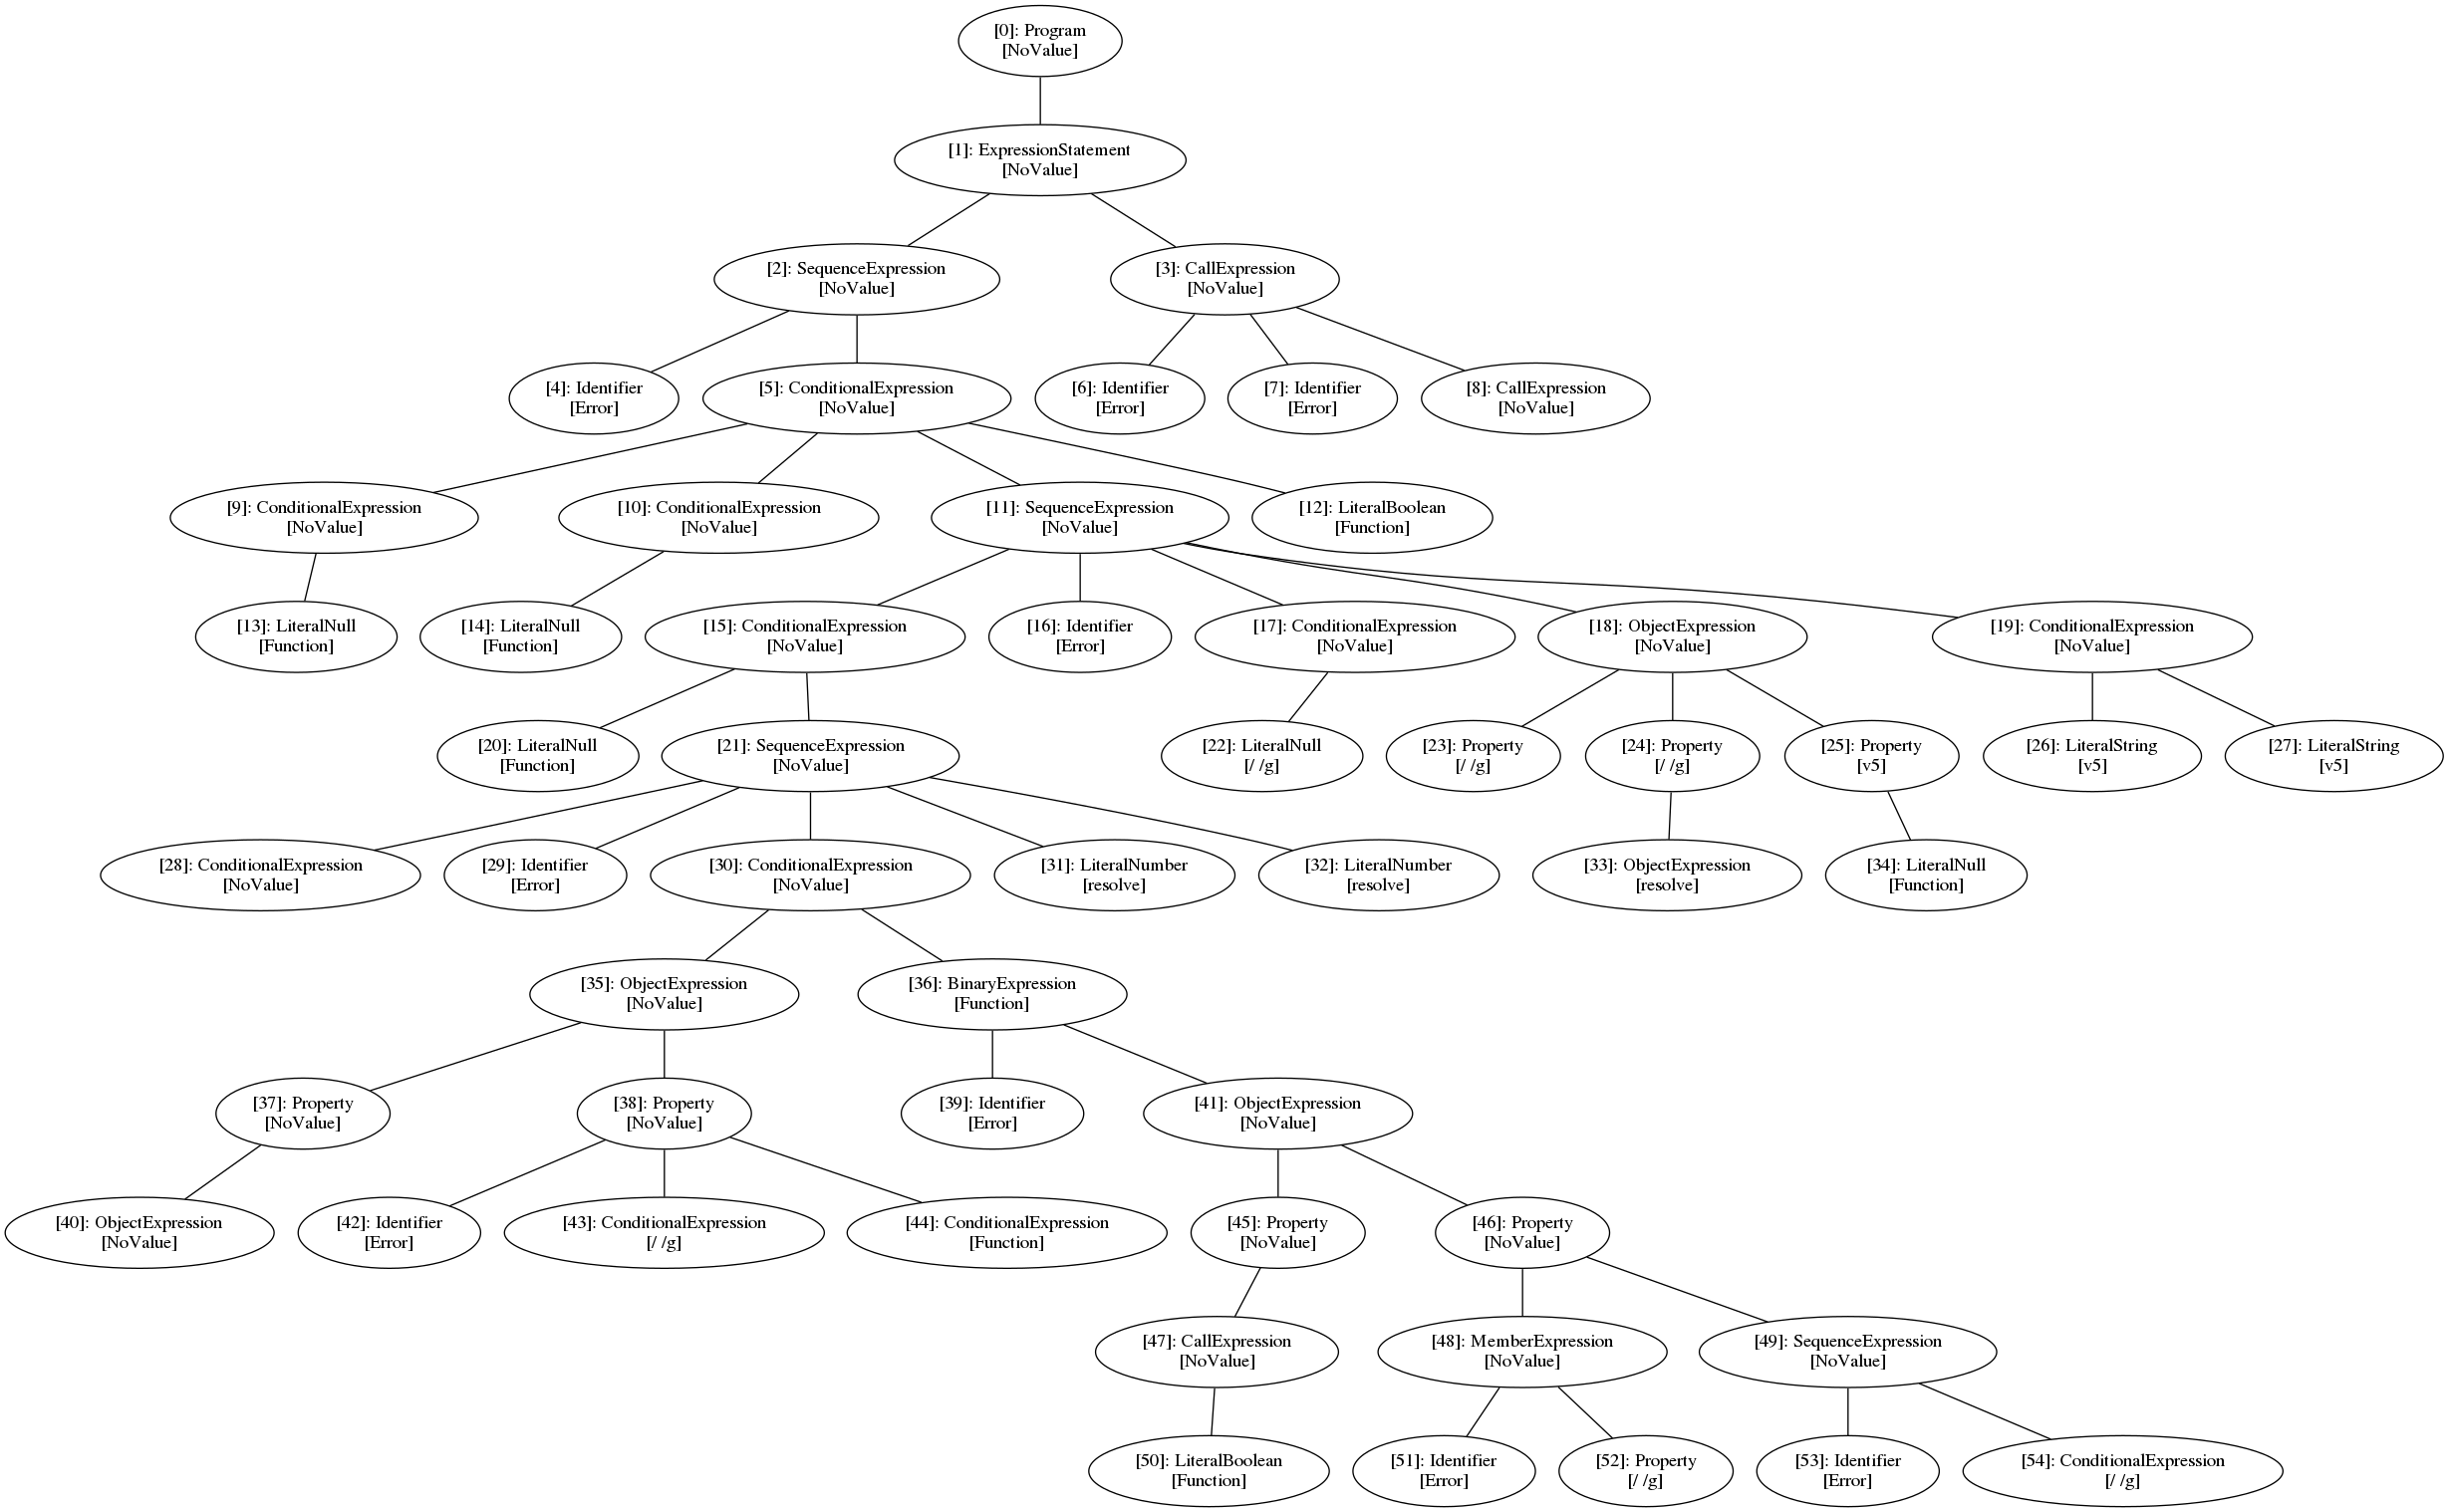 [0]: Program
[NoValue]
[1]: ExpressionStatement
[NoValue]
[2]: SequenceExpression
[NoValue]
[3]: CallExpression
[NoValue]
[4]: Identifier
[Error]
[5]: ConditionalExpression
[NoValue]
[6]: Identifier
[Error]
[7]: Identifier
[Error]
[8]: CallExpression
[NoValue]
[9]: ConditionalExpression
[NoValue]
[10]: ConditionalExpression
[NoValue]
[11]: SequenceExpression
[NoValue]
[12]: LiteralBoolean
[Function]
[13]: LiteralNull
[Function]
[14]: LiteralNull
[Function]
[15]: ConditionalExpression
[NoValue]
[16]: Identifier
[Error]
[17]: ConditionalExpression
[NoValue]
[18]: ObjectExpression
[NoValue]
[19]: ConditionalExpression
[NoValue]
[20]: LiteralNull
[Function]
[21]: SequenceExpression
[NoValue]
[22]: LiteralNull
[/ /g]
[23]: Property
[/ /g]
[24]: Property
[/ /g]
[25]: Property
[v5]
[26]: LiteralString
[v5]
[27]: LiteralString
[v5]
[28]: ConditionalExpression
[NoValue]
[29]: Identifier
[Error]
[30]: ConditionalExpression
[NoValue]
[31]: LiteralNumber
[resolve]
[32]: LiteralNumber
[resolve]
[33]: ObjectExpression
[resolve]
[34]: LiteralNull
[Function]
[35]: ObjectExpression
[NoValue]
[36]: BinaryExpression
[Function]
[37]: Property
[NoValue]
[38]: Property
[NoValue]
[39]: Identifier
[Error]
[41]: ObjectExpression
[NoValue]
[40]: ObjectExpression
[NoValue]
[42]: Identifier
[Error]
[43]: ConditionalExpression
[/ /g]
[44]: ConditionalExpression
[Function]
[45]: Property
[NoValue]
[46]: Property
[NoValue]
[47]: CallExpression
[NoValue]
[48]: MemberExpression
[NoValue]
[49]: SequenceExpression
[NoValue]
[50]: LiteralBoolean
[Function]
[51]: Identifier
[Error]
[52]: Property
[/ /g]
[53]: Identifier
[Error]
[54]: ConditionalExpression
[/ /g]